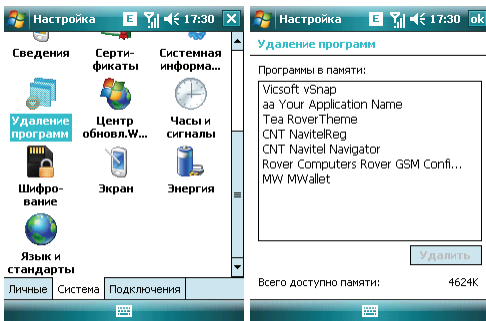 Настройка E 17:30
Сведения
Серти-
фикаты
Системная
информа...
Удаление
программ
Центр
обновл.W...
Часы и
сигналы
Шифро-
вание
Экран
Энергия
Язык и
стандарты
Личные Система Подключения
Настройка E 17:30 ok
Удаление программ
Программы в памяти:
Vicsoft vSnap
aa Your Application Name
Tea RoverTheme
CNT NavitelReg
CNT Navitel Navigator
Rover Computers Rover GSM Confi...
MW MWallet
Удалить
Всего доступно памяти: 4624K